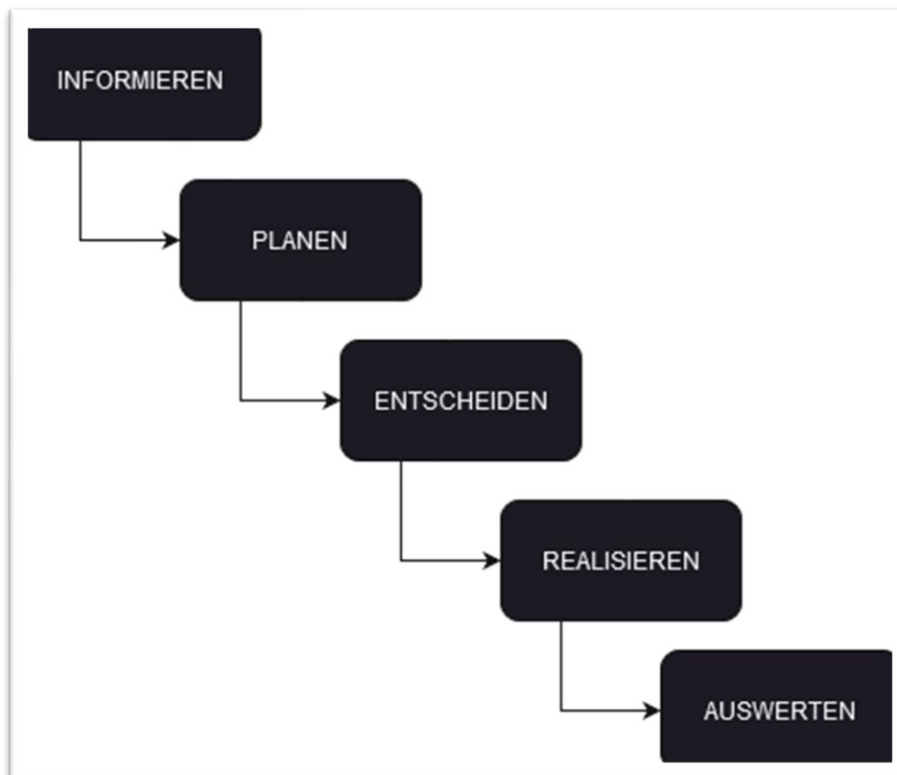 INFORMIEREN
PLANEN
ENTSCHEIDEN
REALISIEREN
AUSWERTEN